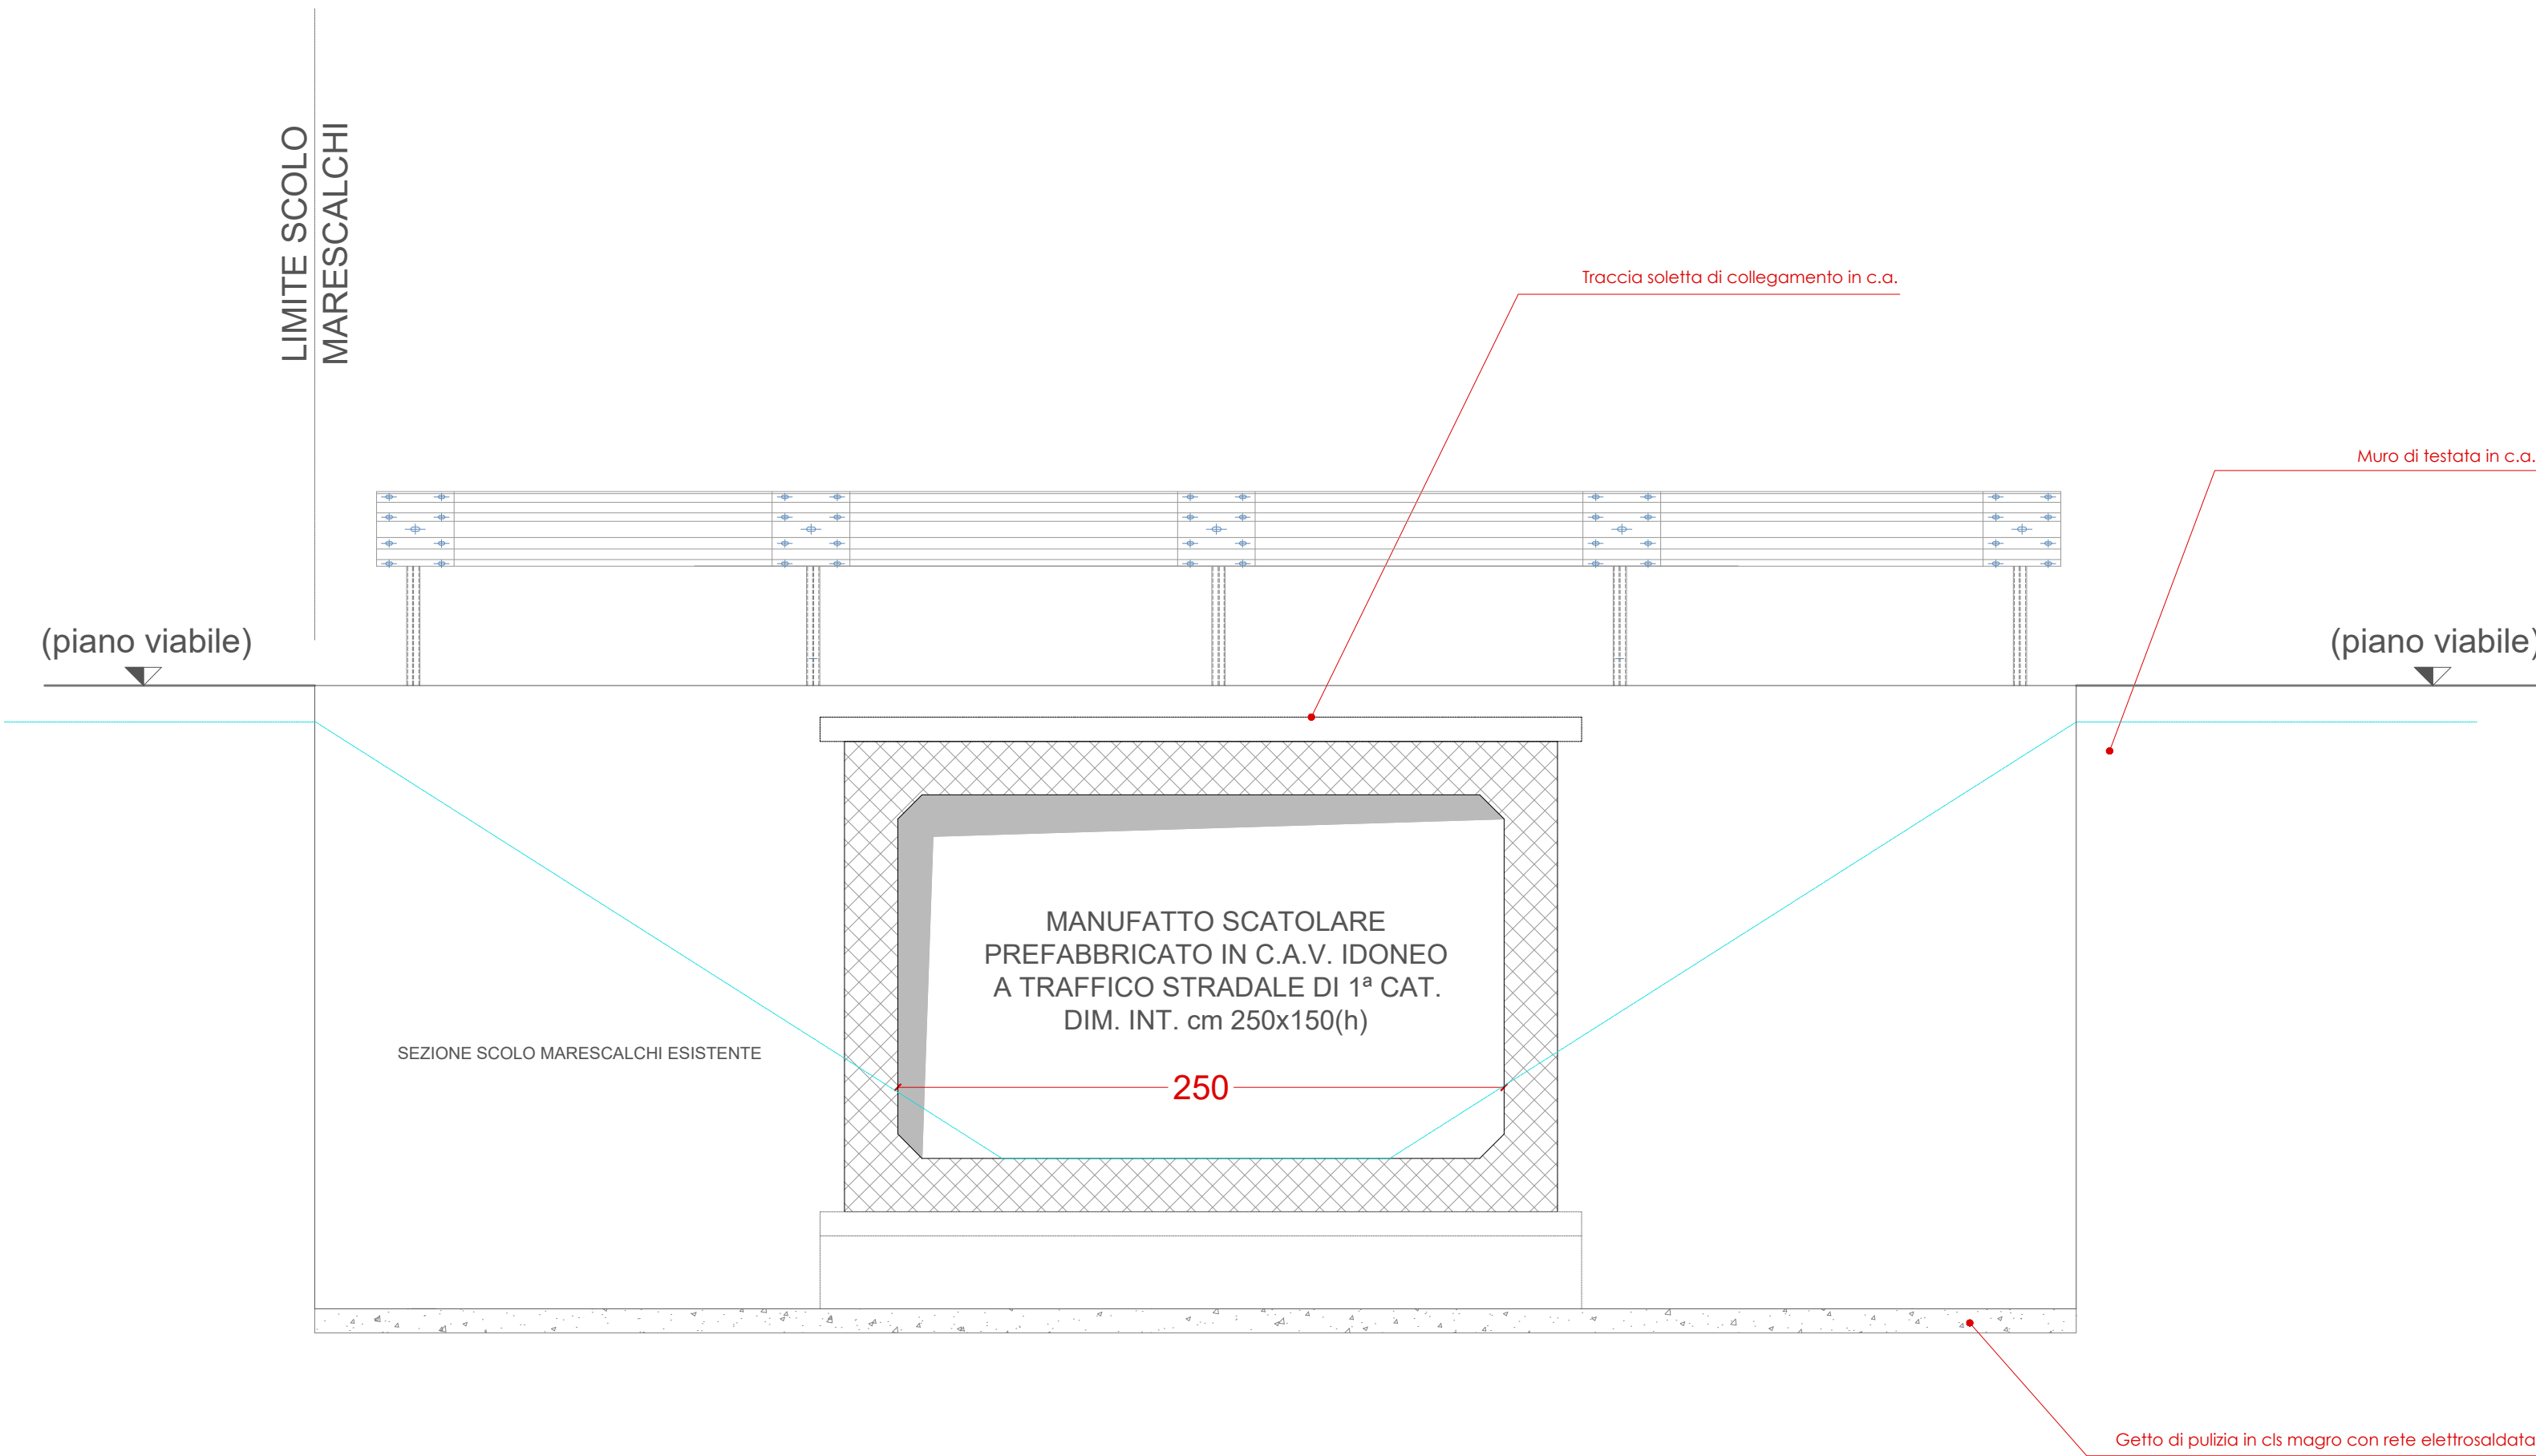 LIMITE SCOLO
MARESCALCHI
Traccia soletta di collegamento in c.a.
Muro di testata in c.a.
(piano viabile)
(piano viabile)
MANUFATTO SCATOLARE
PREFABBRICATO IN C.A.V. IDONEO
A TRAFFICO STRADALE DI 1ª CAT.
DIM. INT. cm 250x150(h)
SEZIONE SCOLO MARESCALCHI ESISTENTE
250
Getto di pulizia in cls magro con rete elettrosaldata